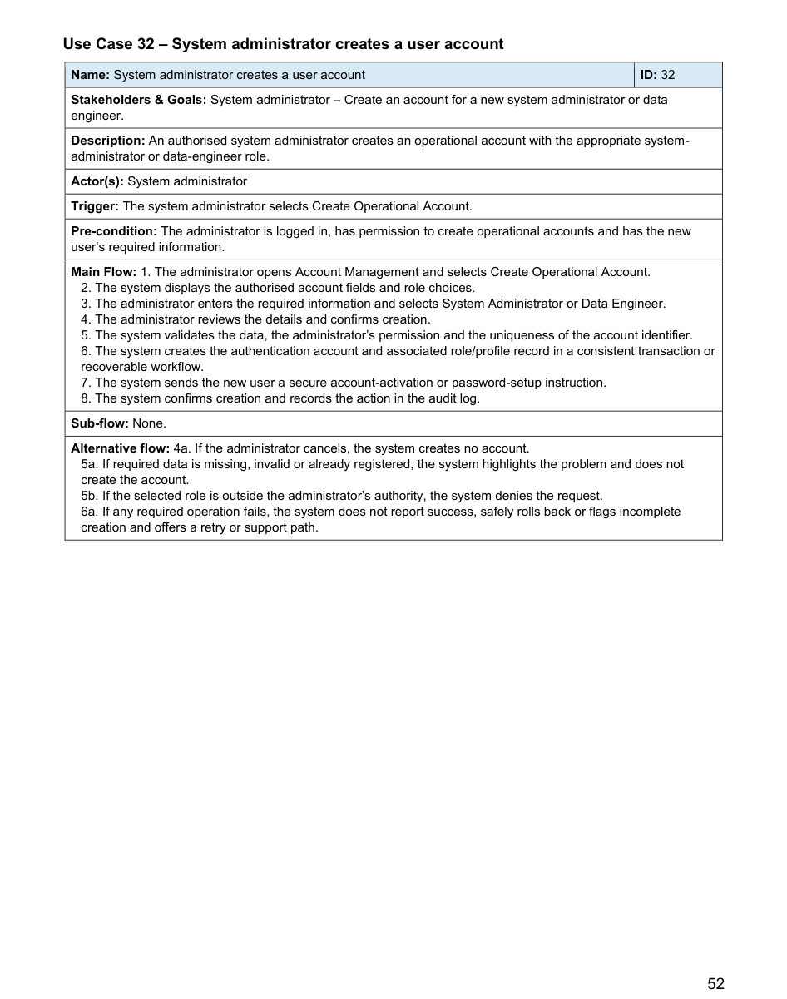 Use Case 32 – System administrator creates a user account
Name: System administrator creates a user account ID: 32
Stakeholders & Goals: System administrator – Create an account for a new system administrator or data
engineer.
Description: An authorised system administrator creates an operational account with the appropriate system-
administrator or data-engineer role.
Actor(s): System administrator
Trigger: The system administrator selects Create Operational Account.
Pre-condition: The administrator is logged in, has permission to create operational accounts and has the new
user’s required information.
Main Flow: 1. The administrator opens Account Management and selects Create Operational Account.
2. The system displays the authorised account fields and role choices.
3. The administrator enters the required information and selects System Administrator or Data Engineer.
4. The administrator reviews the details and confirms creation.
5. The system validates the data, the administrator’s permission and the uniqueness of the account identifier.
6. The system creates the authentication account and associated role/profile record in a consistent transaction or
recoverable workflow.
7. The system sends the new user a secure account-activation or password-setup instruction.
8. The system confirms creation and records the action in the audit log.
Sub-flow: None.
Alternative flow: 4a. If the administrator cancels, the system creates no account.
5a. If required data is missing, invalid or already registered, the system highlights the problem and does not
create the account.
5b. If the selected role is outside the administrator’s authority, the system denies the request.
6a. If any required operation fails, the system does not report success, safely rolls back or flags incomplete
creation and offers a retry or support path.
52